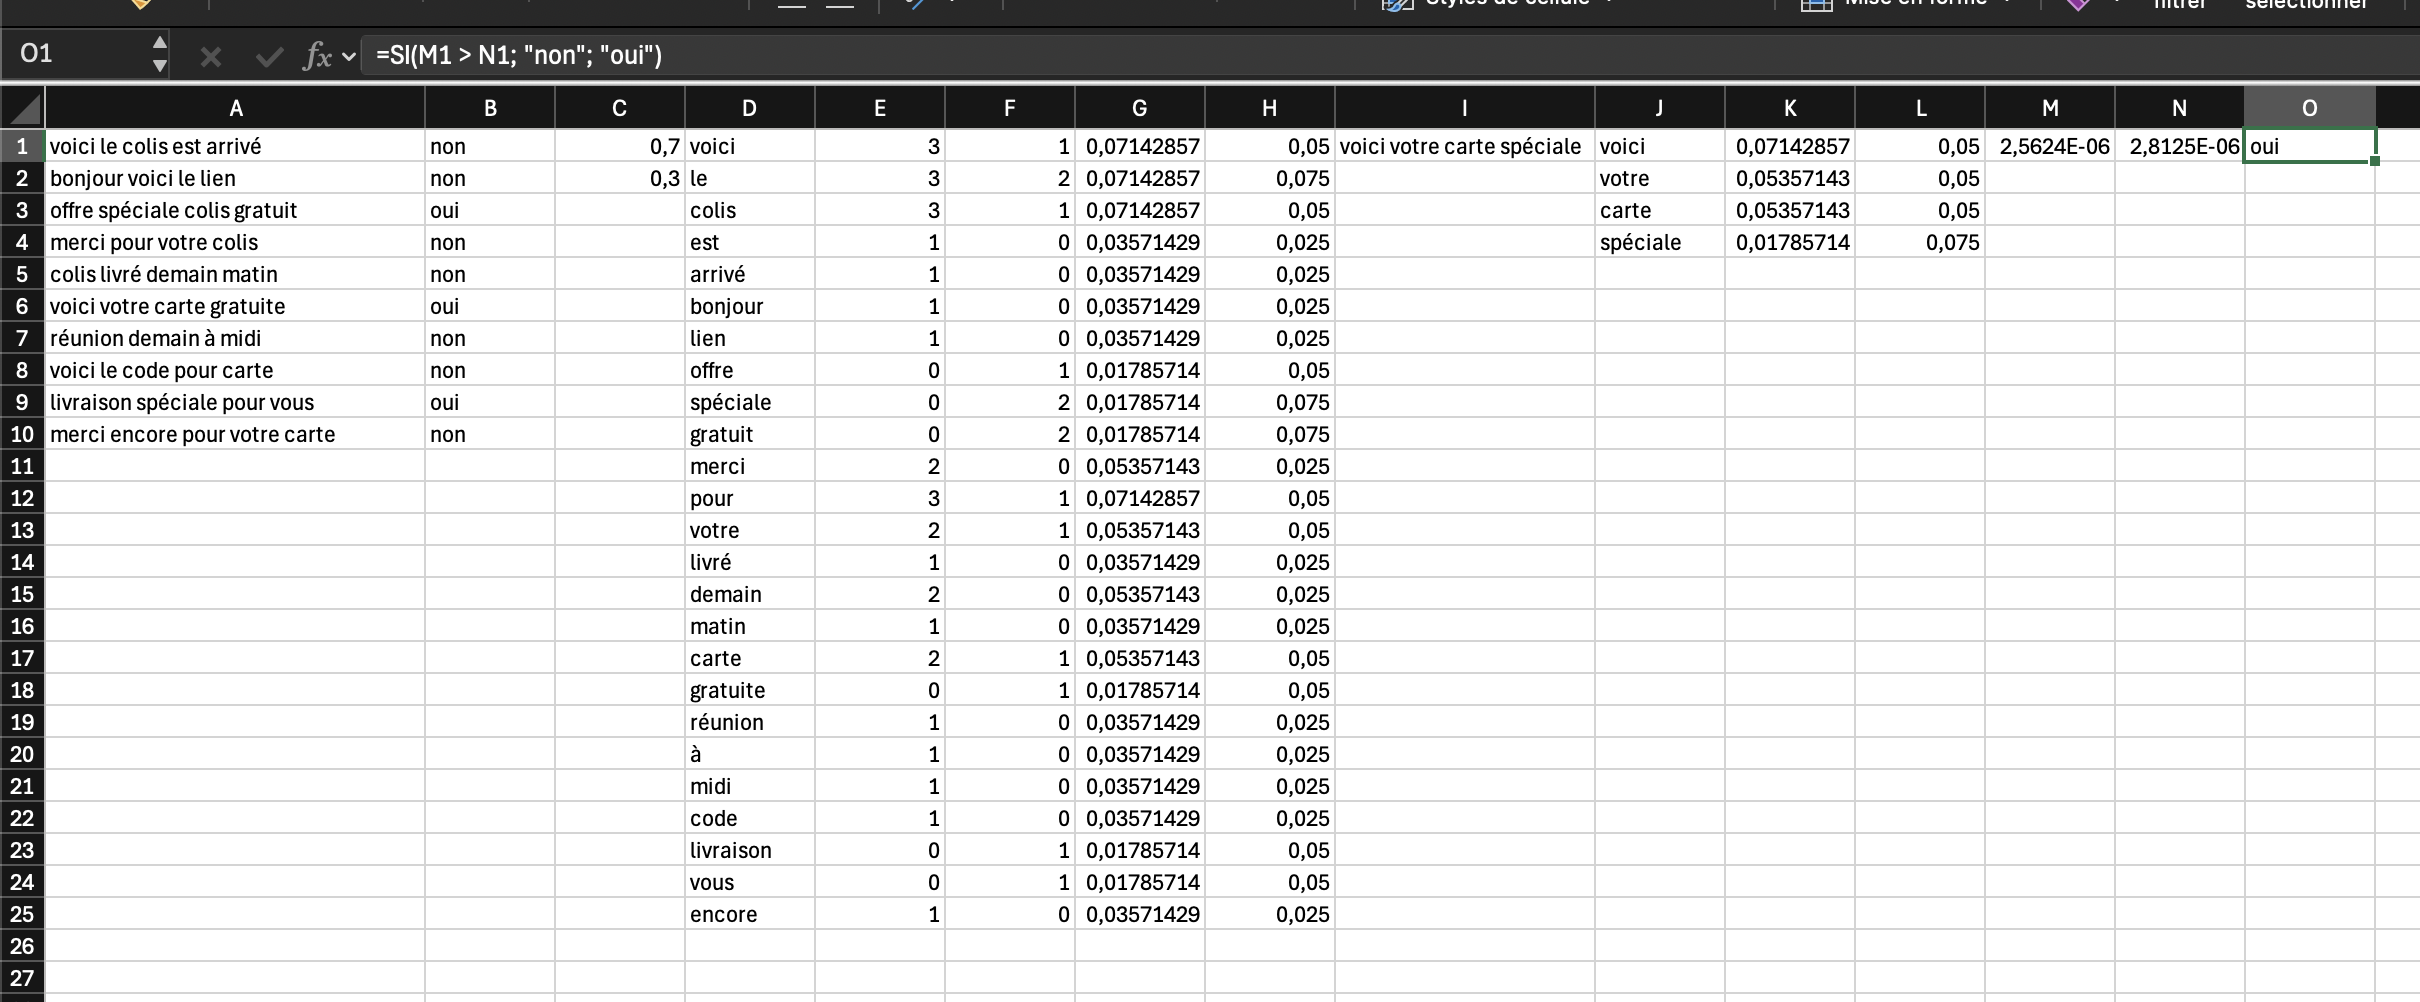 Styles de cellule Mise en forme filtrer sélectionner
O1 fx =SI(M1 > N1; "non"; "oui")
A B C D E F G H I J K L M N O
1 voici le colis est arrivé non 0,7 voici 3 1 0,07142857 0,05 voici votre carte spéciale voici 0,07142857 0,05 2,5624E-06 2,8125E-06 oui
2 bonjour voici le lien non 0,3 le 3 2 0,07142857 0,075 votre 0,05357143 0,05
3 offre spéciale colis gratuit oui colis 3 1 0,07142857 0,05 carte 0,05357143 0,05
4 merci pour votre colis non est 1 0 0,03571429 0,025 spéciale 0,01785714 0,075
5 colis livré demain matin non arrivé 1 0 0,03571429 0,025
6 voici votre carte gratuite oui bonjour 1 0 0,03571429 0,025
7 réunion demain à midi non lien 1 0 0,03571429 0,025
8 voici le code pour carte non offre 0 1 0,01785714 0,05
9 livraison spéciale pour vous oui spéciale 0 2 0,01785714 0,075
10 merci encore pour votre carte non gratuit 0 2 0,01785714 0,075
11 merci 2 0 0,05357143 0,025
12 pour 3 1 0,07142857 0,05
13 votre 2 1 0,05357143 0,05
14 livré 1 0 0,03571429 0,025
15 demain 2 0 0,05357143 0,025
16 matin 1 0 0,03571429 0,025
17 carte 2 1 0,05357143 0,05
18 gratuite 0 1 0,01785714 0,05
19 réunion 1 0 0,03571429 0,025
20 à 1 0 0,03571429 0,025
21 midi 1 0 0,03571429 0,025
22 code 1 0 0,03571429 0,025
23 livraison 0 1 0,01785714 0,05
24 vous 0 1 0,01785714 0,05
25 encore 1 0 0,03571429 0,025
26
27